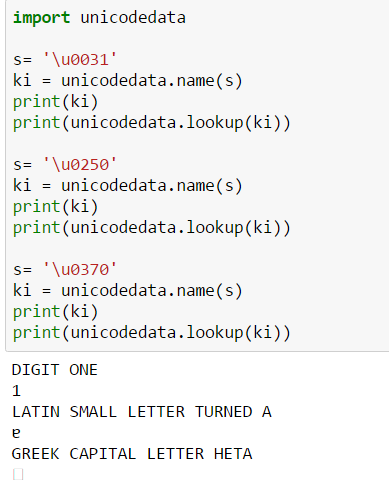 import unicodedata
s= '\u0031'
ki = unicodedata.name(s)
print(ki)
print(unicodedata.lookup(ki))
s= '\u0250'
ki = unicodedata.name(s)
print(ki)
print(unicodedata.lookup(ki))
s= '\u0370'
ki = unicodedata.name(s)
print(ki)
print(unicodedata.lookup(ki))
DIGIT ONE
1
LATIN SMALL LETTER TURNED A
ɐ
GREEK CAPITAL LETTER HETA